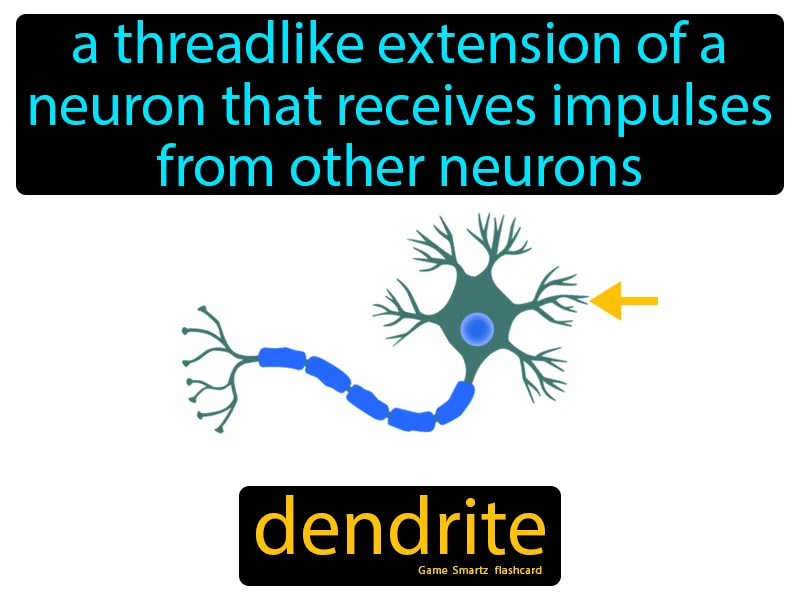 a threadlike extension of a
neuron that receives impulses
from other neurons
dendrite
Game Smartz flashcard